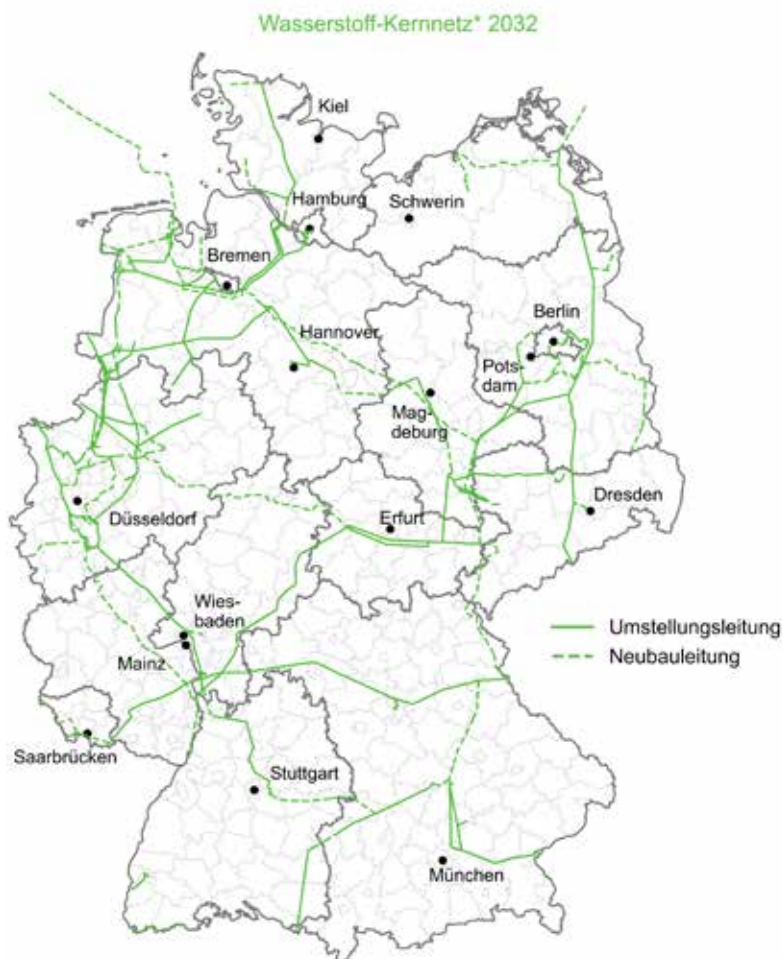 Wasserstoff-Kernnetz* 2032
Kiel
Hamburg
Schwerin
Bremen
Berlin
Hannover
Pots-
dam
Mag-
deburg
Düsseldorf
Erfurt
Dresden
Wies-
baden
Umstellungsleitung
Mainz
Neubauleitung
Saarbrücken
Stuttgart
München